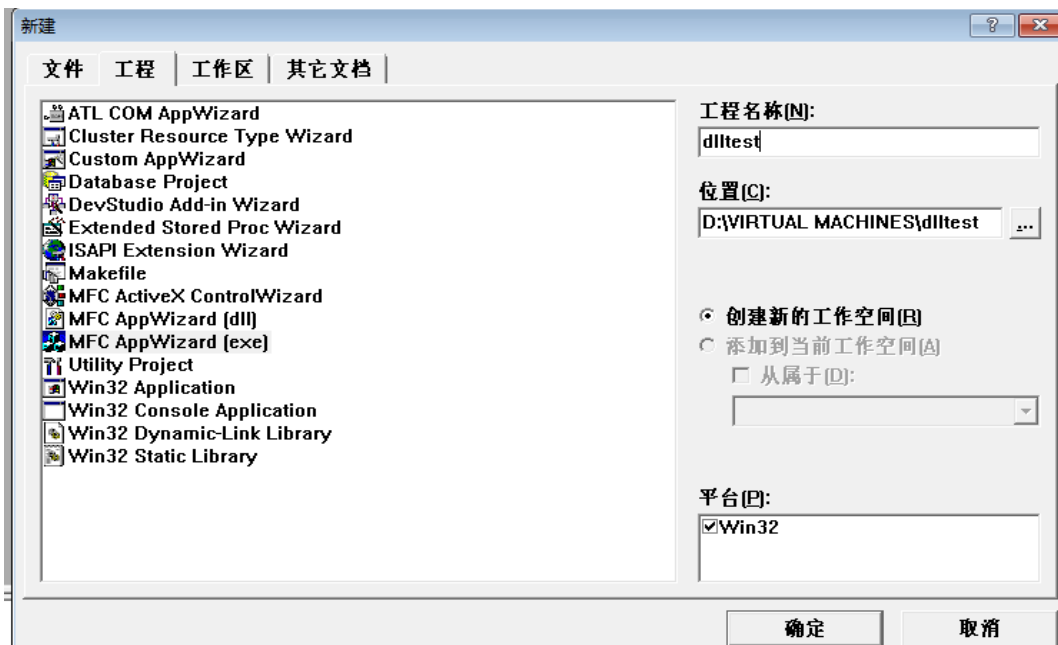 新建
文件 工程 工作区 其它文档
ATL COM AppWizard
Cluster Resource Type Wizard
Custom AppWizard
Database Project
DevStudio Add-in Wizard
Extended Stored Proc Wizard
ISAPI Extension Wizard
Makefile
MFC ActiveX ControlWizard
MFC AppWizard (dll)
MFC AppWizard (exe)
Utility Project
Win32 Application
Win32 Console Application
Win32 Dynamic-Link Library
Win32 Static Library
工程名称(N):
dlltest
位置(C):
D:\VIRTUAL MACHINES\dlltest ...
创建新的工作空间(R)
添加到当前工作空间(A)
从属于(D):
平台(P):
Win32
确定 取消